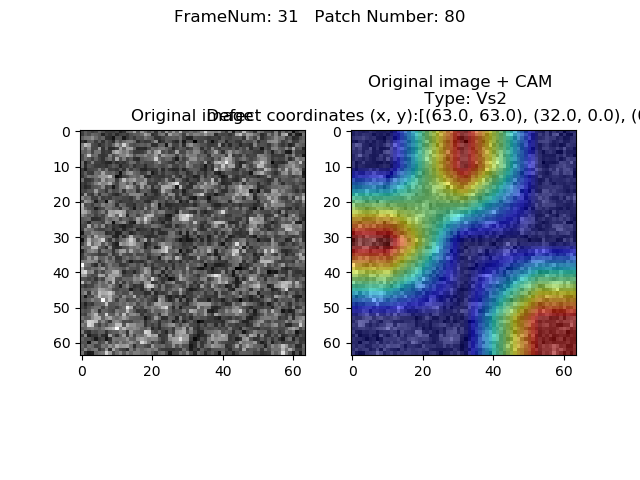 FrameNum: 31   Patch Number: 80
Original image + CAM
Type: Vs2
Original image
Defect coordinates (x, y):[(63.0, 63.0), (32.0, 0.0), (
0
10
20
30
40
50
60
0 20 40 60
0
10
20
30
40
50
60
0 20 40 60